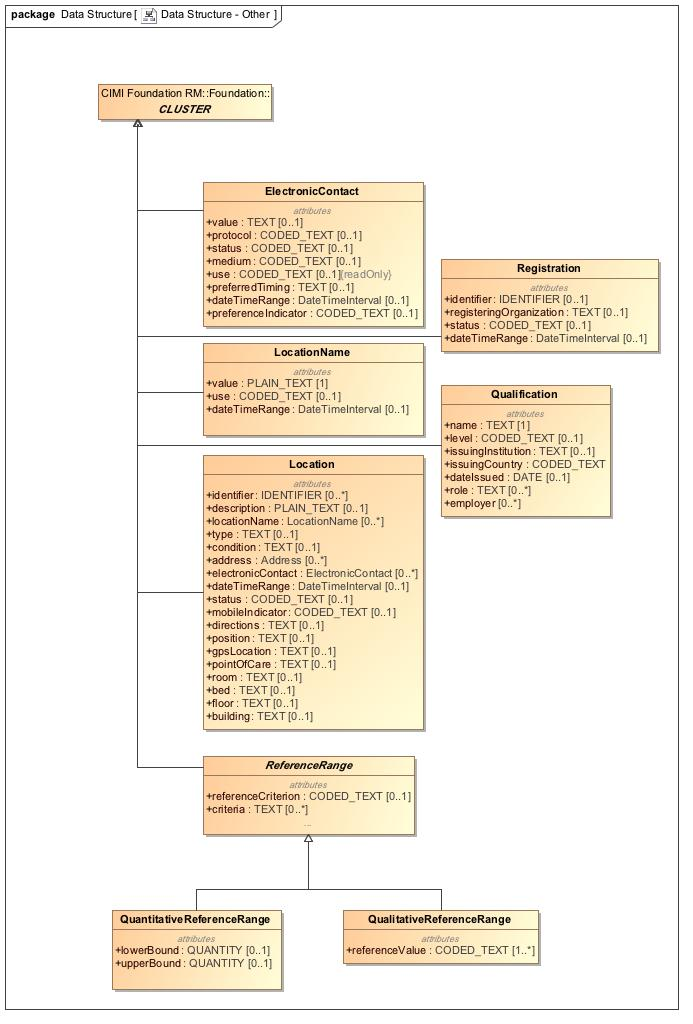 package Data Structure [ Data Structure - Other ]
CIMI Foundation RM::Foundation::
CLUSTER
ElectronicContact
attributes
+value : TEXT [0..1]
+protocol : CODED_TEXT [0..1]
+status : CODED_TEXT [0..1]
+medium : CODED_TEXT [0..1]
+use : CODED_TEXT [0..1]{readOnly}
+preferredTiming : TEXT [0..1]
+dateTimeRange : DateTimeInterval [0..1]
+preferenceIndicator : CODED_TEXT [0..1]
Registration
attributes
+identifier : IDENTIFIER [0..1]
+registeringOrganization : TEXT [0..1]
+status : CODED_TEXT [0..1]
+dateTimeRange : DateTimeInterval [0..1]
LocationName
attributes
+value : PLAIN_TEXT [1]
+use : CODED_TEXT [0..1]
+dateTimeRange : DateTimeInterval [0..1]
Qualification
attributes
+name : TEXT [1]
+level : CODED_TEXT [0..1]
+issuingInstitution : TEXT [0..1]
+issuingCountry : CODED_TEXT
+dateIssued : DATE [0..1]
+role : TEXT [0..*]
+employer [0..*]
Location
attributes
+identifier : IDENTIFIER [0..*]
+description : PLAIN_TEXT [0..1]
+locationName : LocationName [0..*]
+type : TEXT [0..1]
+condition : TEXT [0..1]
+address : Address [0..*]
+electronicContact : ElectronicContact [0..*]
+dateTimeRange : DateTimeInterval [0..1]
+status : CODED_TEXT [0..1]
+mobileIndicator : CODED_TEXT [0..1]
+directions : TEXT [0..1]
+position : TEXT [0..1]
+gpsLocation : TEXT [0..1]
+pointOfCare : TEXT [0..1]
+room : TEXT [0..1]
+bed : TEXT [0..1]
+floor : TEXT [0..1]
+building : TEXT [0..1]
ReferenceRange
attributes
+referenceCriterion : CODED_TEXT [0..1]
+criteria : TEXT [0..*]
...
QuantitativeReferenceRange
attributes
+lowerBound : QUANTITY [0..1]
+upperBound : QUANTITY [0..1]
QualitativeReferenceRange
attributes
+referenceValue : CODED_TEXT [1..*]